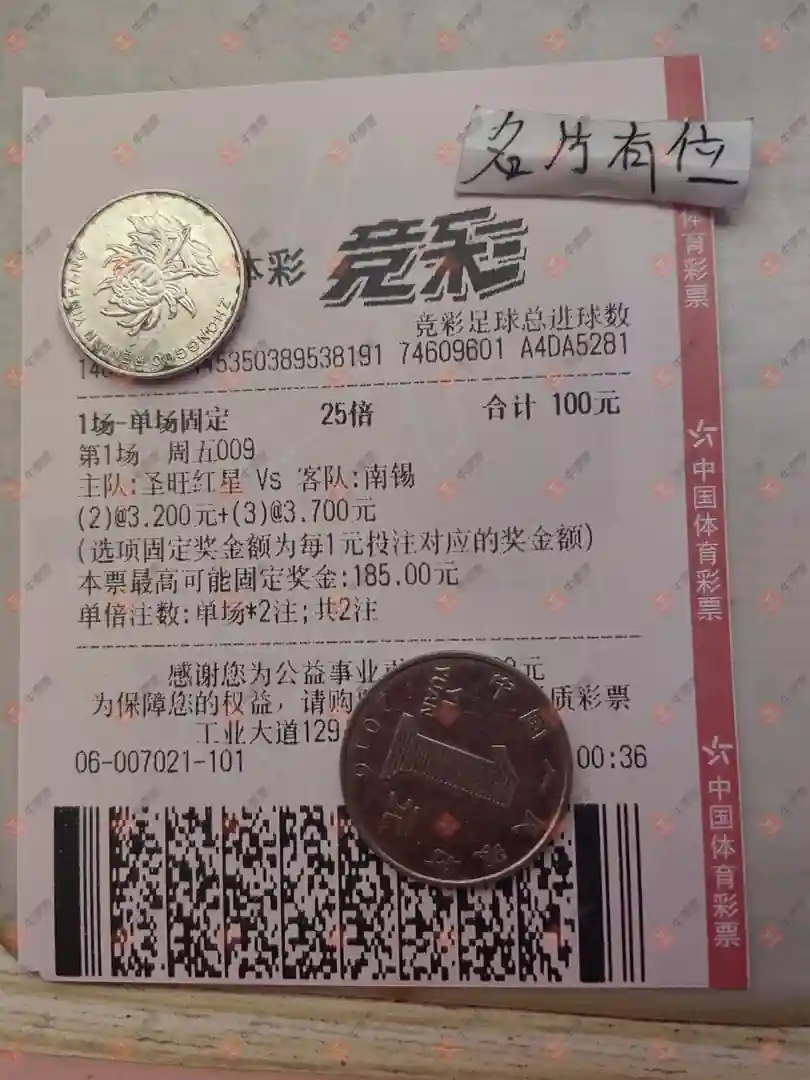 名片有位
体彩 竞彩
竞彩足球总进球数
5350389538191 74609601 A4DA5281
1场-单场固定 25倍 合计 100元
第1场 周五009
主队:圣旺红星 Vs 客队:南锡
(2)@3.200元+(3)@3.700元
(选项固定奖金额为每1元投注对应的奖金额)
本票最高可能固定奖金:185.00元
单倍注数:单场*2注;共2注
感谢您为公益事业 元
为保障您的权益，请购 质彩票
工业大道129
06-007021-101 00:36
体育彩票
中国体育彩票
中国体育彩票